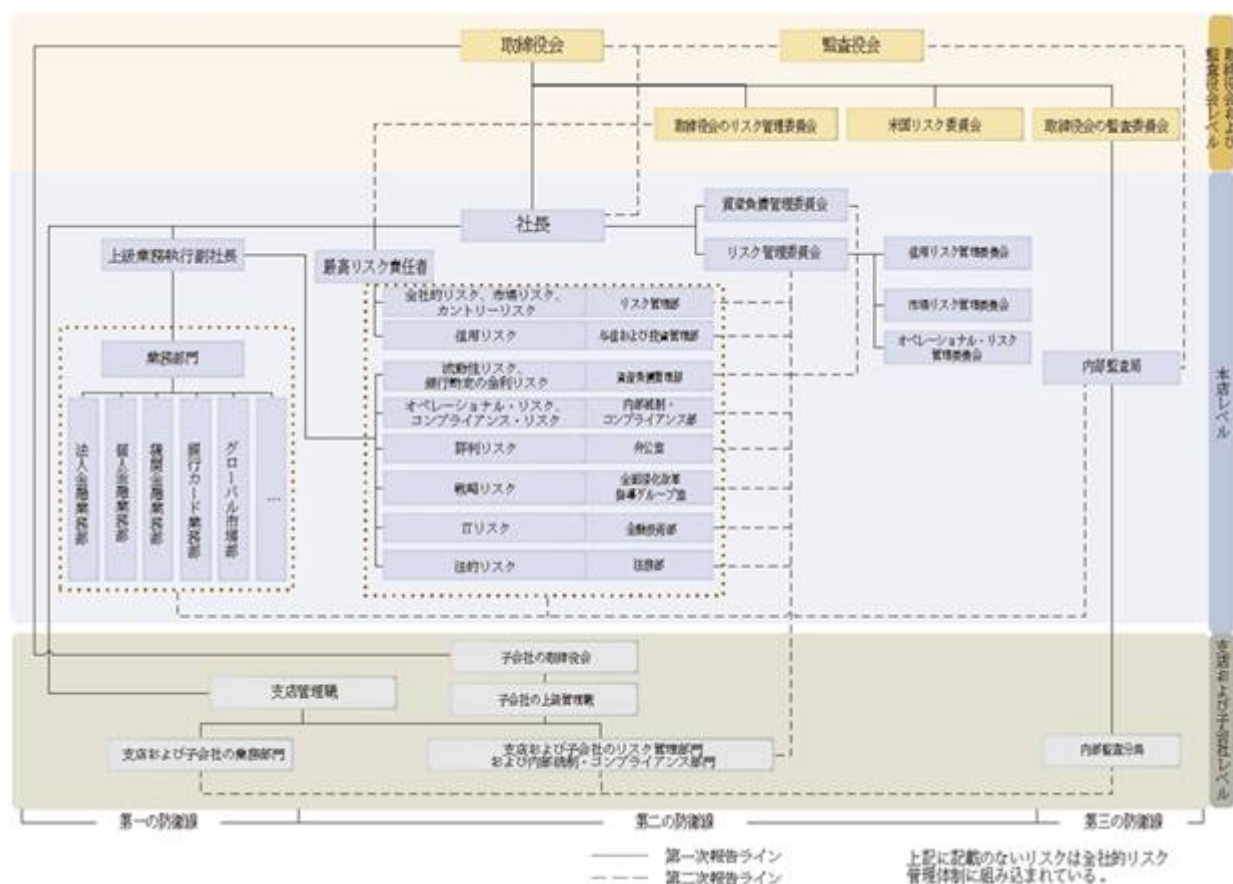 取締役会
監査役会
取締役会および
監査役会レベル
取締役会のリスク管理委員会
米国リスク委員会
取締役会の監査委員会
社長
資産負債管理委員会
リスク管理委員会
上級業務執行副社長
最高リスク責任者
信用リスク管理委員会
市場リスク管理委員会
オペレーショナル・リスク
管理委員会
全社的リスク、市場リスク、
カントリーリスク
リスク管理部
信用リスク
与信および投資管理部
流動性リスク、
銀行勘定の金利リスク
資産負債管理部
オペレーショナル・リスク、
コンプライアンス・リスク
内部統制・
コンプライアンス部
評判リスク
弁公室
戦略リスク
全面深化改革
指導グループ室
ITリスク
金融技術部
法的リスク
法務部
業務部門
法人金融業務部
個人金融業務部
機関金融業務部
銀行カード業務部
グローバル市場部
…
内部監査局
本店レベル
子会社の取締役会
支店管理職
子会社の上級管理職
支店および子会社の業務部門
支店および子会社のリスク管理部門
および内部統制・コンプライアンス部門
内部監査分局
支店および子会社レベル
第一の防衛線
第二の防衛線
第三の防衛線
第一次報告ライン
第二次報告ライン
上記に記載のないリスクは全社的リスク
管理体制に組み込まれている。